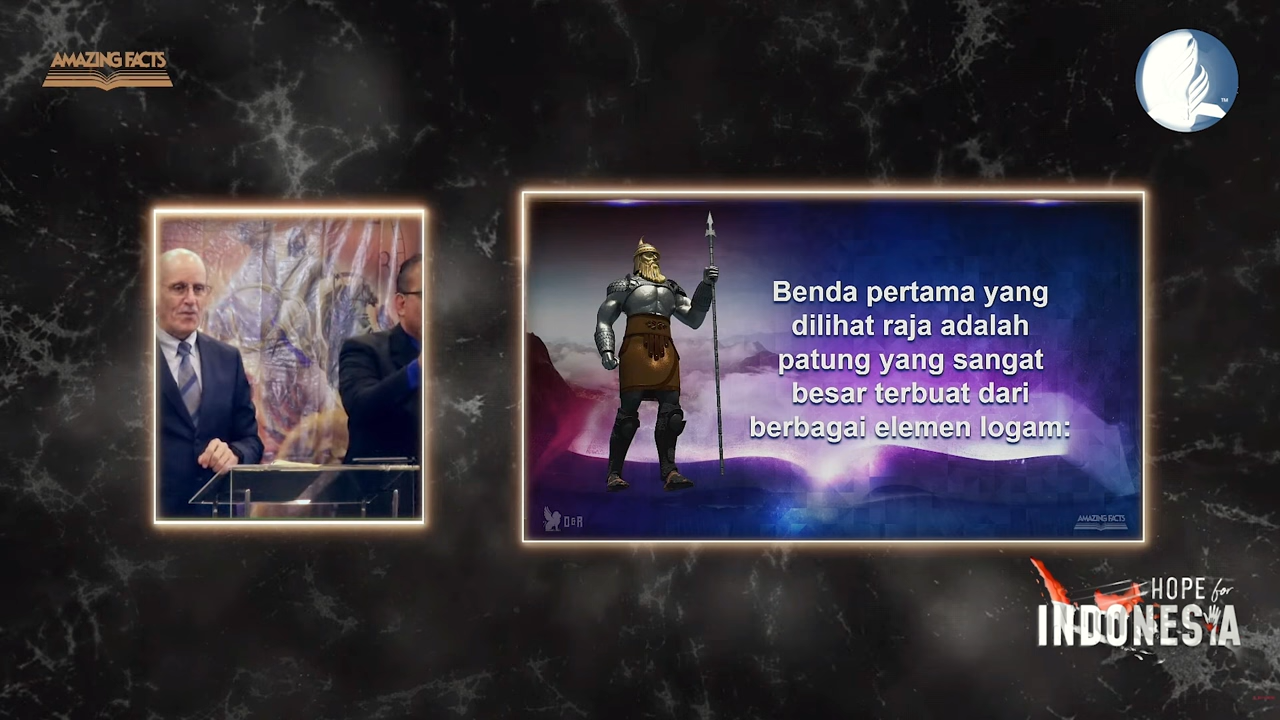 AMAZING FACTS
TM
Benda pertama yang
dilihat raja adalah
patung yang sangat
besar terbuat dari
berbagai elemen logam:
D&R
AMAZING FACTS
HOPE for
INDONESIA